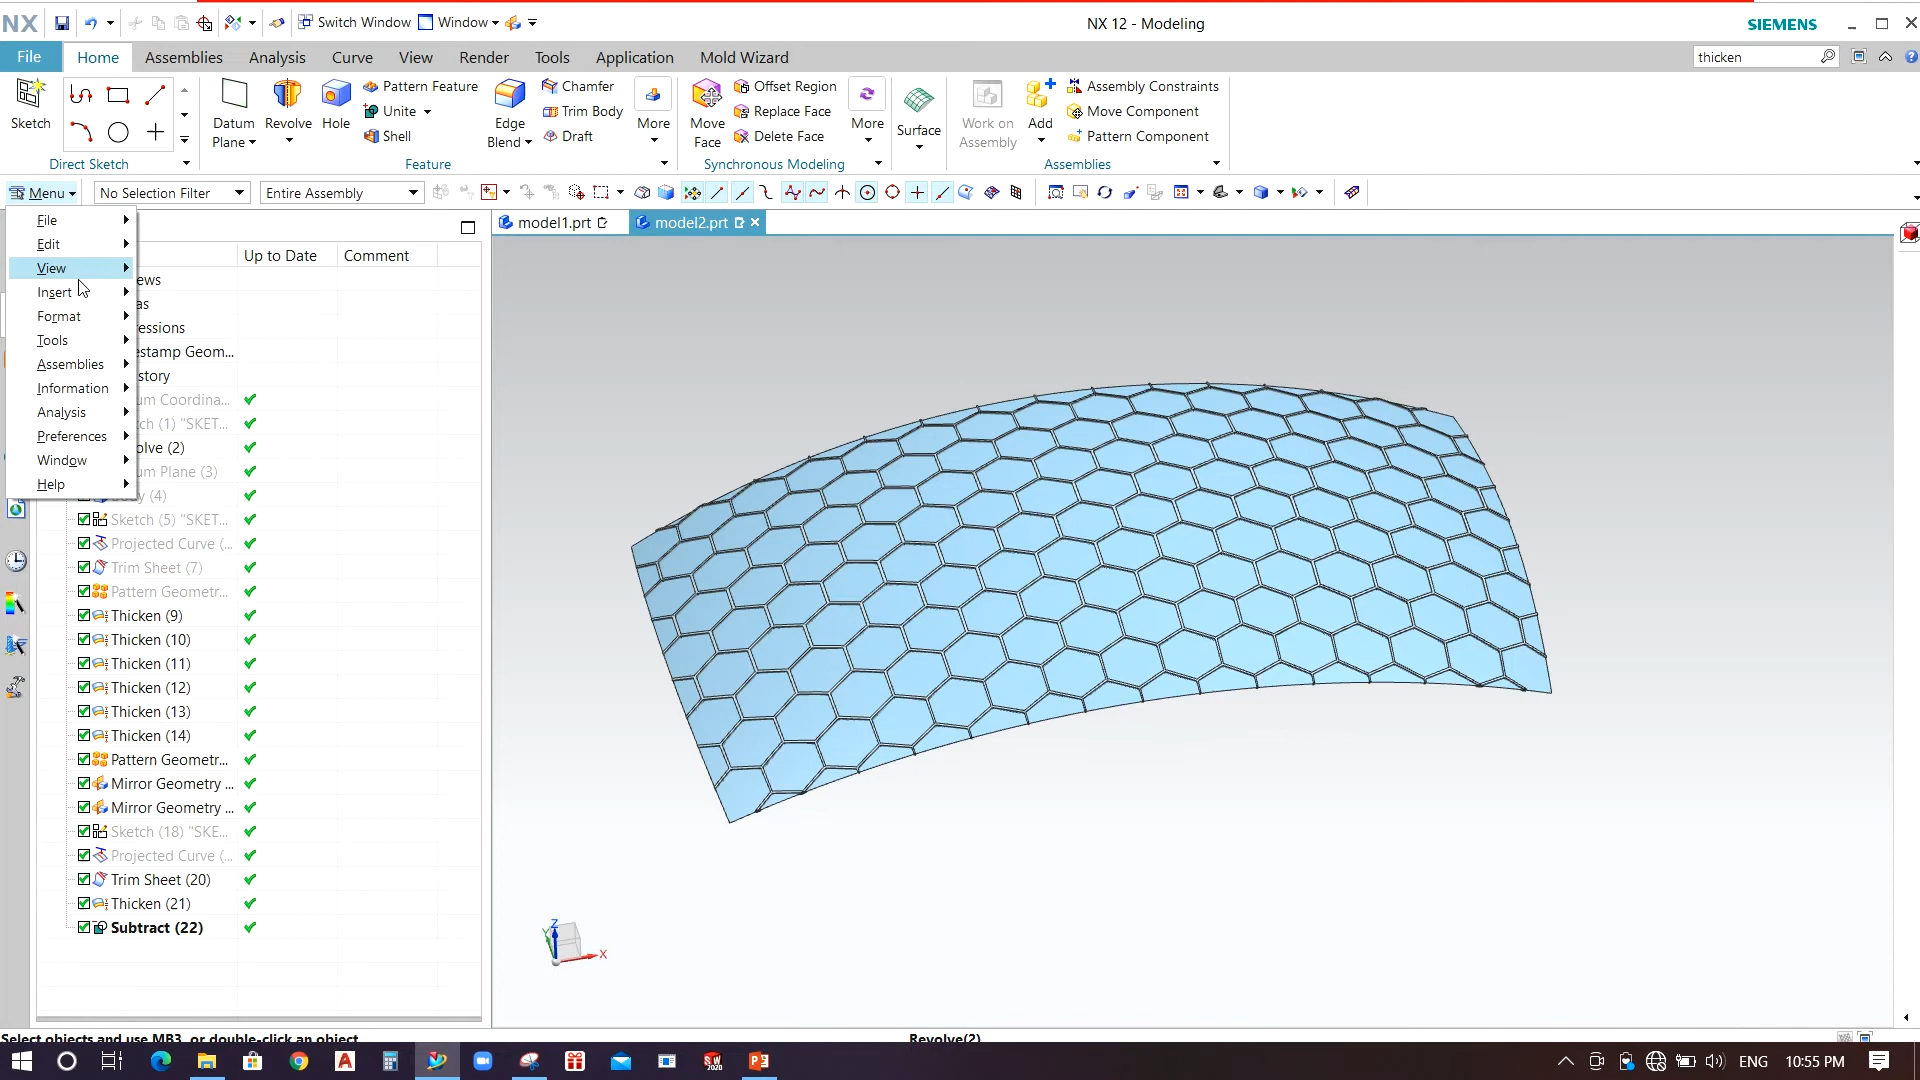 NX
Switch Window
Window
NX 12 - Modeling
SIEMENS
File
Home
Assemblies
Analysis
Curve
View
Render
Tools
Application
Mold Wizard
thicken
Sketch
Direct Sketch
Datum Plane
Revolve
Hole
Pattern Feature
Unite
Shell
Edge Blend
Chamfer
Trim Body
Draft
More
Feature
Move Face
Offset Region
Replace Face
Delete Face
More
Synchronous Modeling
Surface
Work on Assembly
Add
Assembly Constraints
Move Component
Pattern Component
Assemblies
Menu
No Selection Filter
Entire Assembly
File
Edit
View
Insert
Format
Tools
Assemblies
Information
Analysis
Preferences
Window
Help
model1.prt
model2.prt
Up to Date
Comment
ews
as
ressions
estamp Geom...
story
um Coordina...
tch (1) "SKET...
olve (2)
um Plane (3)
y (4)
Sketch (5) "SKET...
Projected Curve (...
Trim Sheet (7)
Pattern Geometr...
Thicken (9)
Thicken (10)
Thicken (11)
Thicken (12)
Thicken (13)
Thicken (14)
Pattern Geometr...
Mirror Geometry ...
Mirror Geometry ...
Sketch (18) "SKE...
Projected Curve (...
Trim Sheet (20)
Thicken (21)
Subtract (22)
Z
Y
X
Select objects and use MB3, or double-click an object
Revolve(2)
ENG
10:55 PM